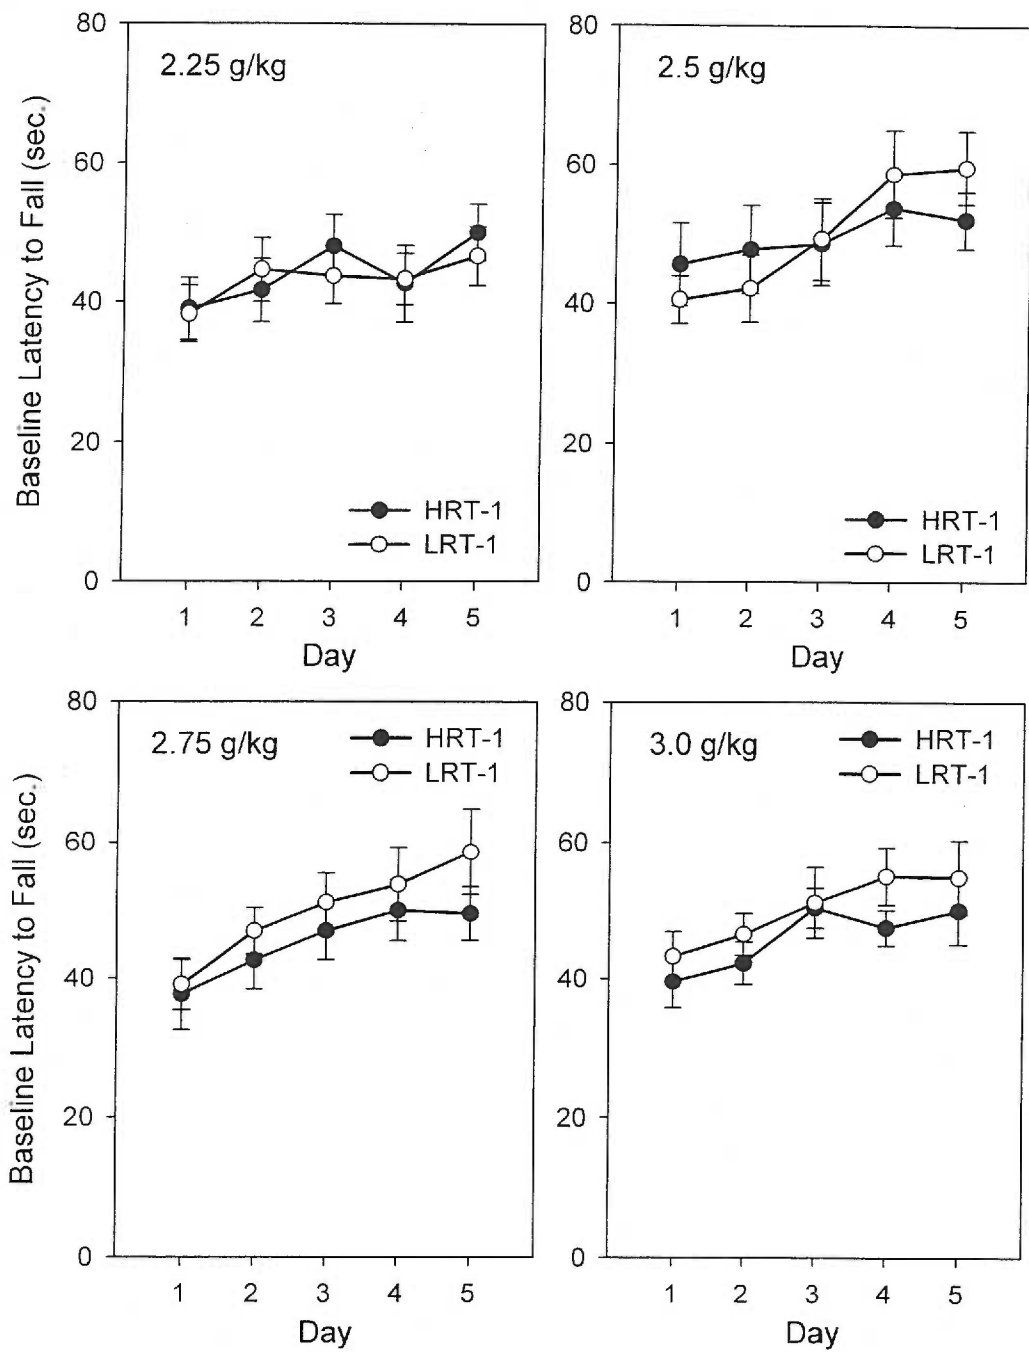 80
60
40
20
0
Baseline Latency to Fall (sec.)
2.25 g/kg
HRT-1
LRT-1
1 2 3 4 5
Day
80
60
40
20
0
2.5 g/kg
HRT-1
LRT-1
1 2 3 4 5
Day
80
60
40
20
0
Baseline Latency to Fall (sec.)
2.75 g/kg
HRT-1
LRT-1
1 2 3 4 5
Day
80
60
40
20
0
3.0 g/kg
HRT-1
LRT-1
1 2 3 4 5
Day